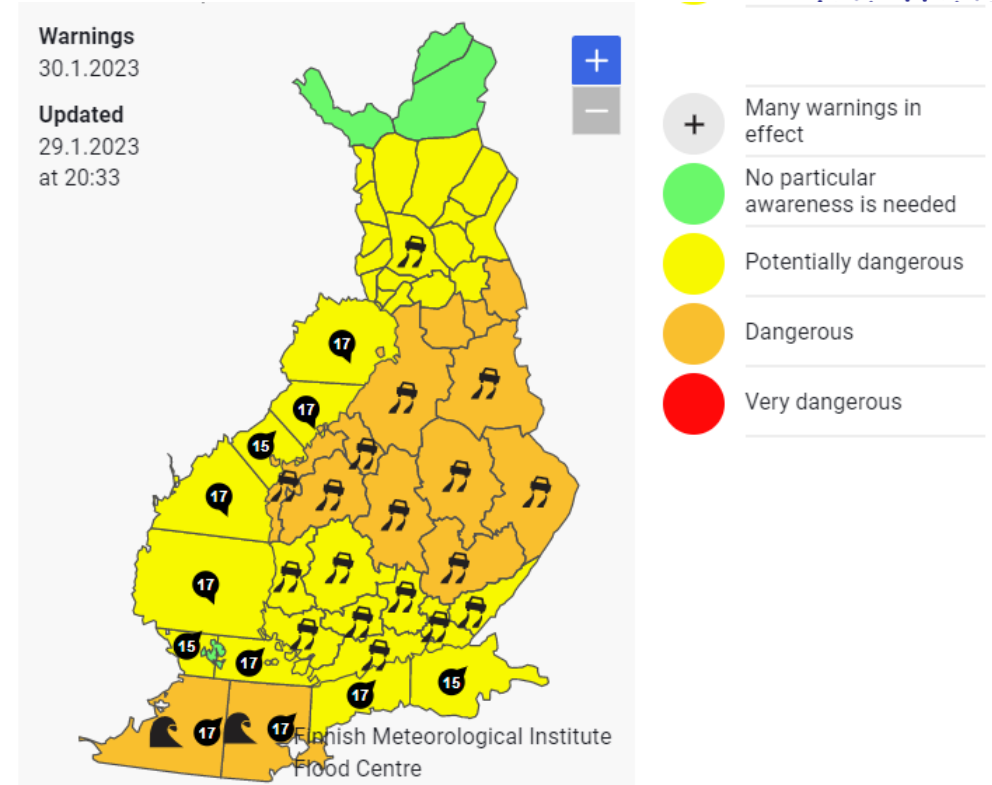 Warnings
30.1.2023
Updated
29.1.2023
at 20:33
+
−
17
17
15
17
17
15
17
17
15
17
17
Finnish Meteorological Institute
Flood Centre
+
Many warnings in
effect
No particular
awareness is needed
Potentially dangerous
Dangerous
Very dangerous